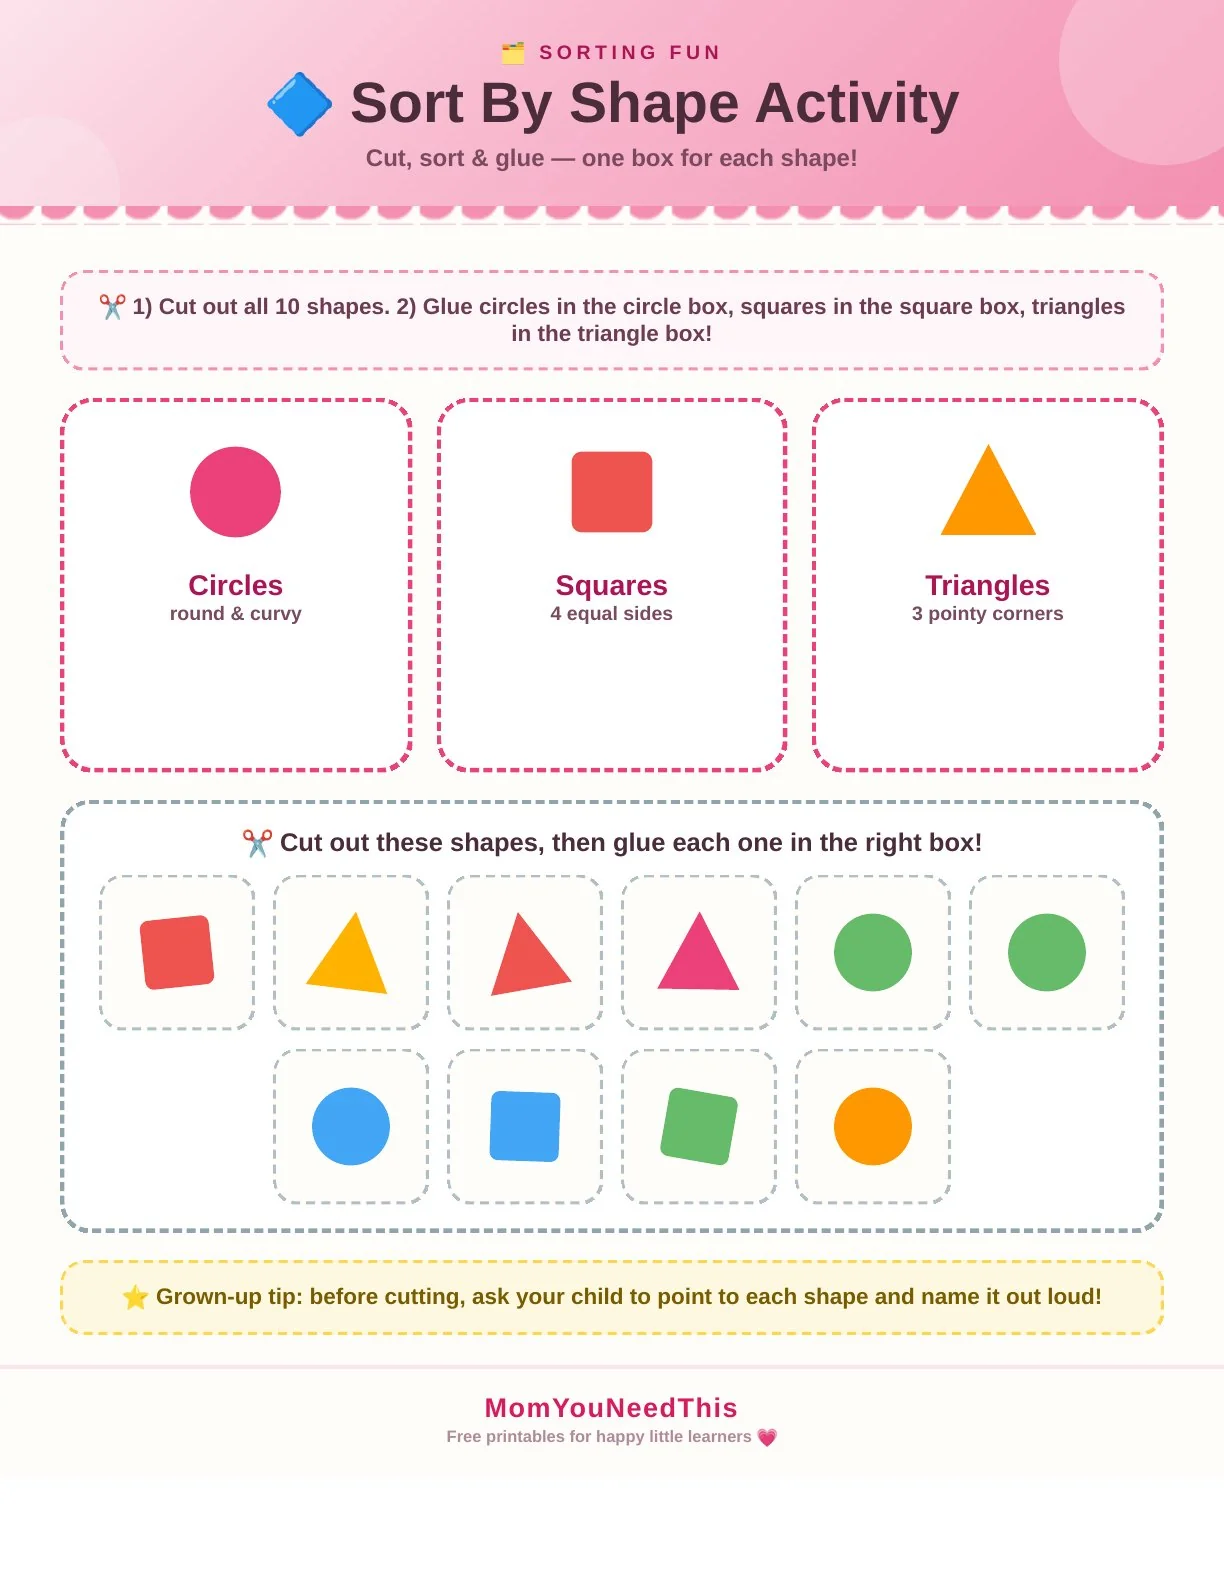 🗂️ SORTING FUN
🔷 Sort By Shape Activity
Cut, sort & glue — one box for each shape!
✂️ 1) Cut out all 10 shapes. 2) Glue circles in the circle box, squares in the square box, triangles
in the triangle box!
Circles
round & curvy
Squares
4 equal sides
Triangles
3 pointy corners
✂️ Cut out these shapes, then glue each one in the right box!
⭐ Grown-up tip: before cutting, ask your child to point to each shape and name it out loud!
MomYouNeedThis
Free printables for happy little learners 💗